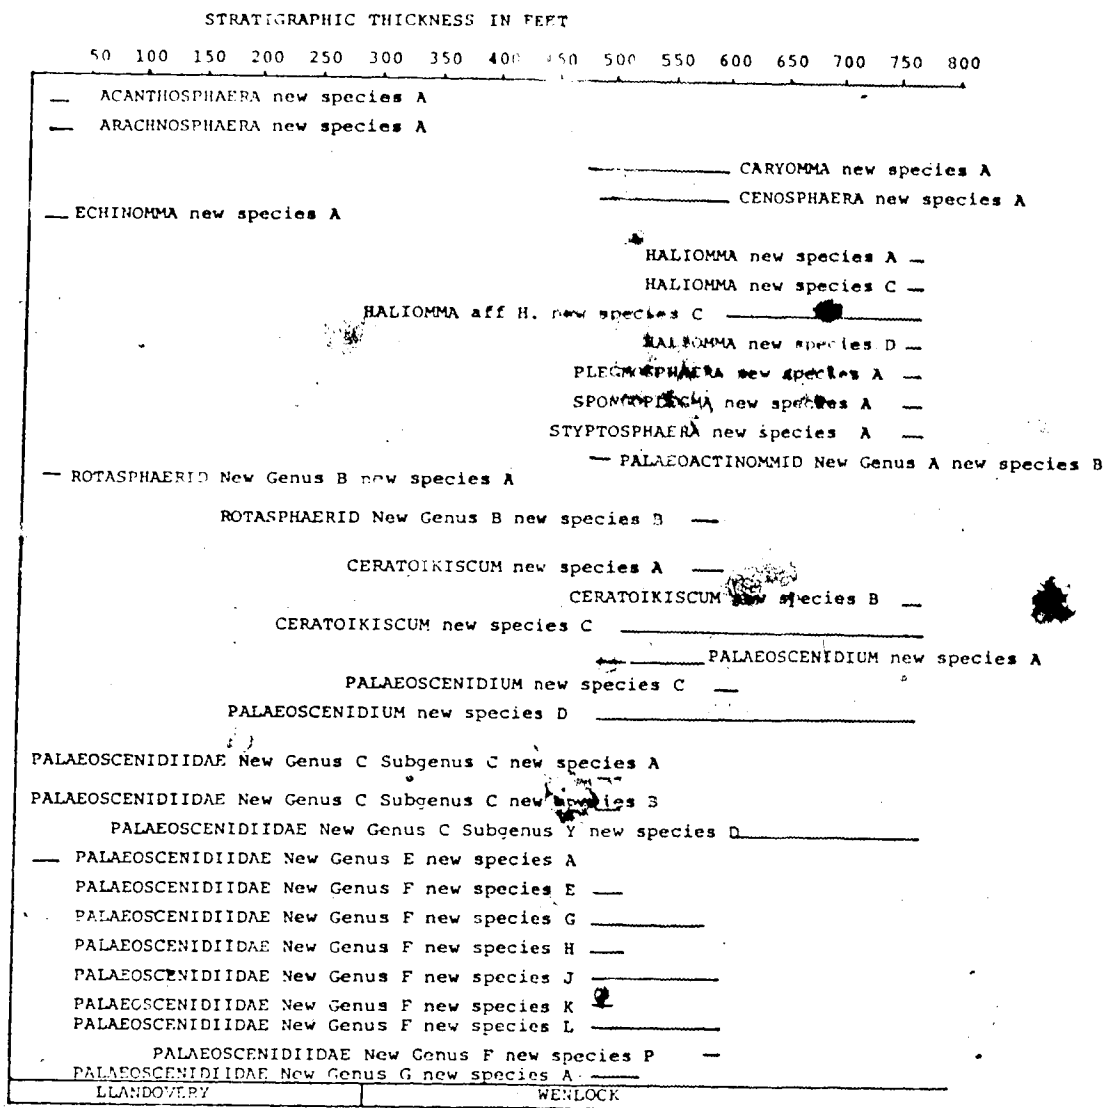 STRATIGRAPHIC THICKNESS IN FEET
50 100 150 200 250 300 350 400 450 500 550 600 650 700 750 800
ACANTHOSPHAERA new species A
ARACHNOSPHAERA new species A
CARYOMMA new species A
CENOSPHAERA new species A
ECHINOMMA new species A
HALIOMMA new species A
HALIOMMA new species C
HALIOMMA aff H. new species C
HALIOMMA new species D
PLEGMOSPHAERA new species A
SPONGOPLEGMA new species A
STYPTOSPHAERA new species A
PALAEOACTINOMMID New Genus A new species B
ROTASPHAERID New Genus B new species A
ROTASPHAERID New Genus B new species B
CERATOIKISCUM new species A
CERATOIKISCUM new species B
CERATOIKISCUM new species C
PALAEOSCENIDIUM new species A
PALAEOSCENIDIUM new species C
PALAEOSCENIDIUM new species D
PALAEOSCENIDIIDAE New Genus C Subgenus C new species A
PALAEOSCENIDIIDAE New Genus C Subgenus C new species B
PALAEOSCENIDIIDAE New Genus C Subgenus Y new species D
PALAEOSCENIDIIDAE New Genus E new species A
PALAEOSCENIDIIDAE New Genus F new species E
PALAEOSCENIDIIDAE New Genus F new species G
PALAEOSCENIDIIDAE New Genus F new species H
PALAEOSCENIDIIDAE New Genus F new species J
PALAEOSCENIDIIDAE New Genus F new species K
PALAEOSCENIDIIDAE New Genus F new species L
PALAEOSCENIDIIDAE New Genus F new species P
PALAEOSCENIDIIDAE New Genus G new species A
LLANDOVERY WENLOCK